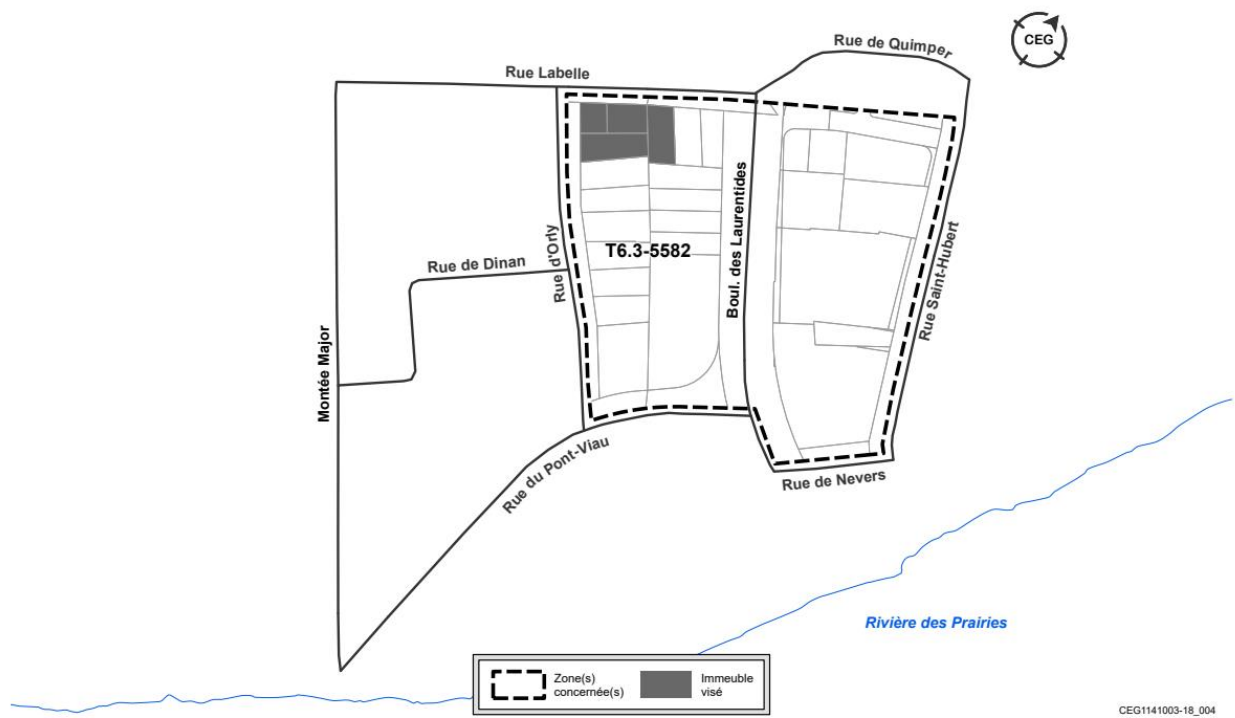 Rue de Quimper
CEG
Rue Labelle
Boul. des Laurentides
T6.3-5582
Rue d'Orly
Rue de Dinan
Rue Saint-Hubert
Montée Major
Rue du Pont-Viau
Rue de Nevers
Rivière des Prairies
Zone(s)
concernée(s)
Immeuble
visé
CEG1141003-18_004